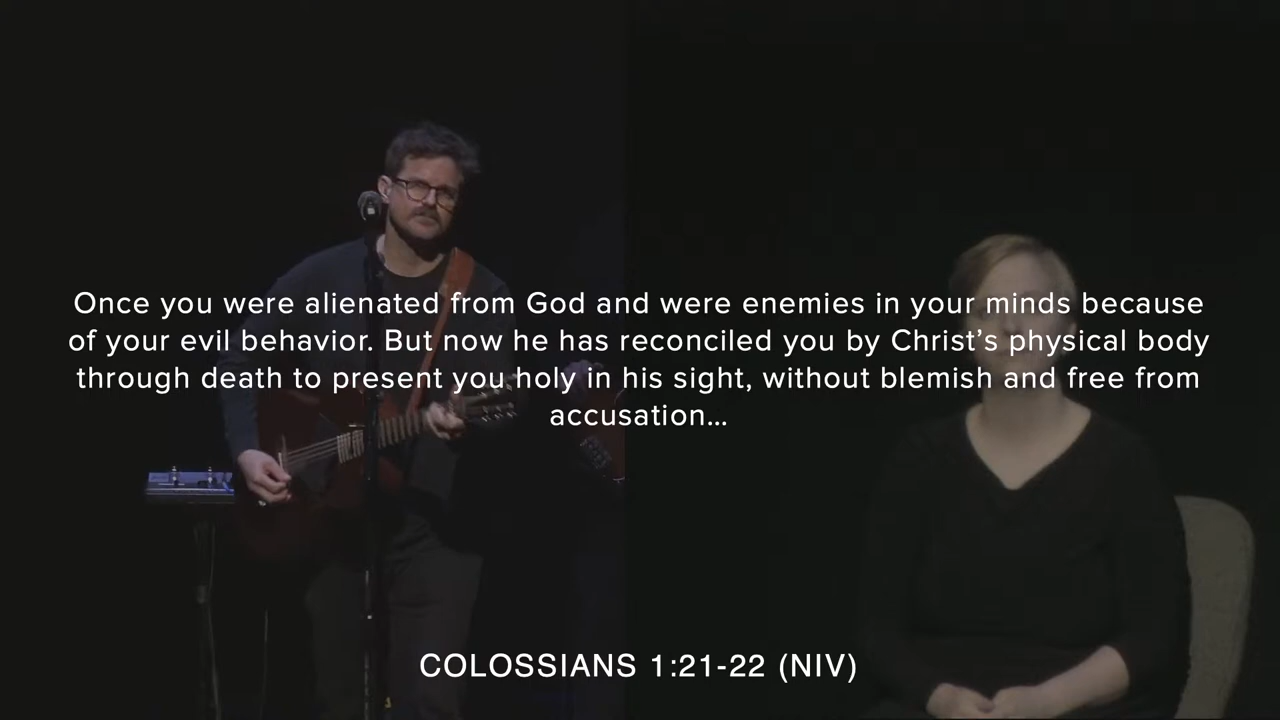 Once you were alienated from God and were enemies in your minds because
of your evil behavior. But now he has reconciled you by Christ’s physical body
through death to present you holy in his sight, without blemish and free from
accusation…
COLOSSIANS 1:21-22 (NIV)